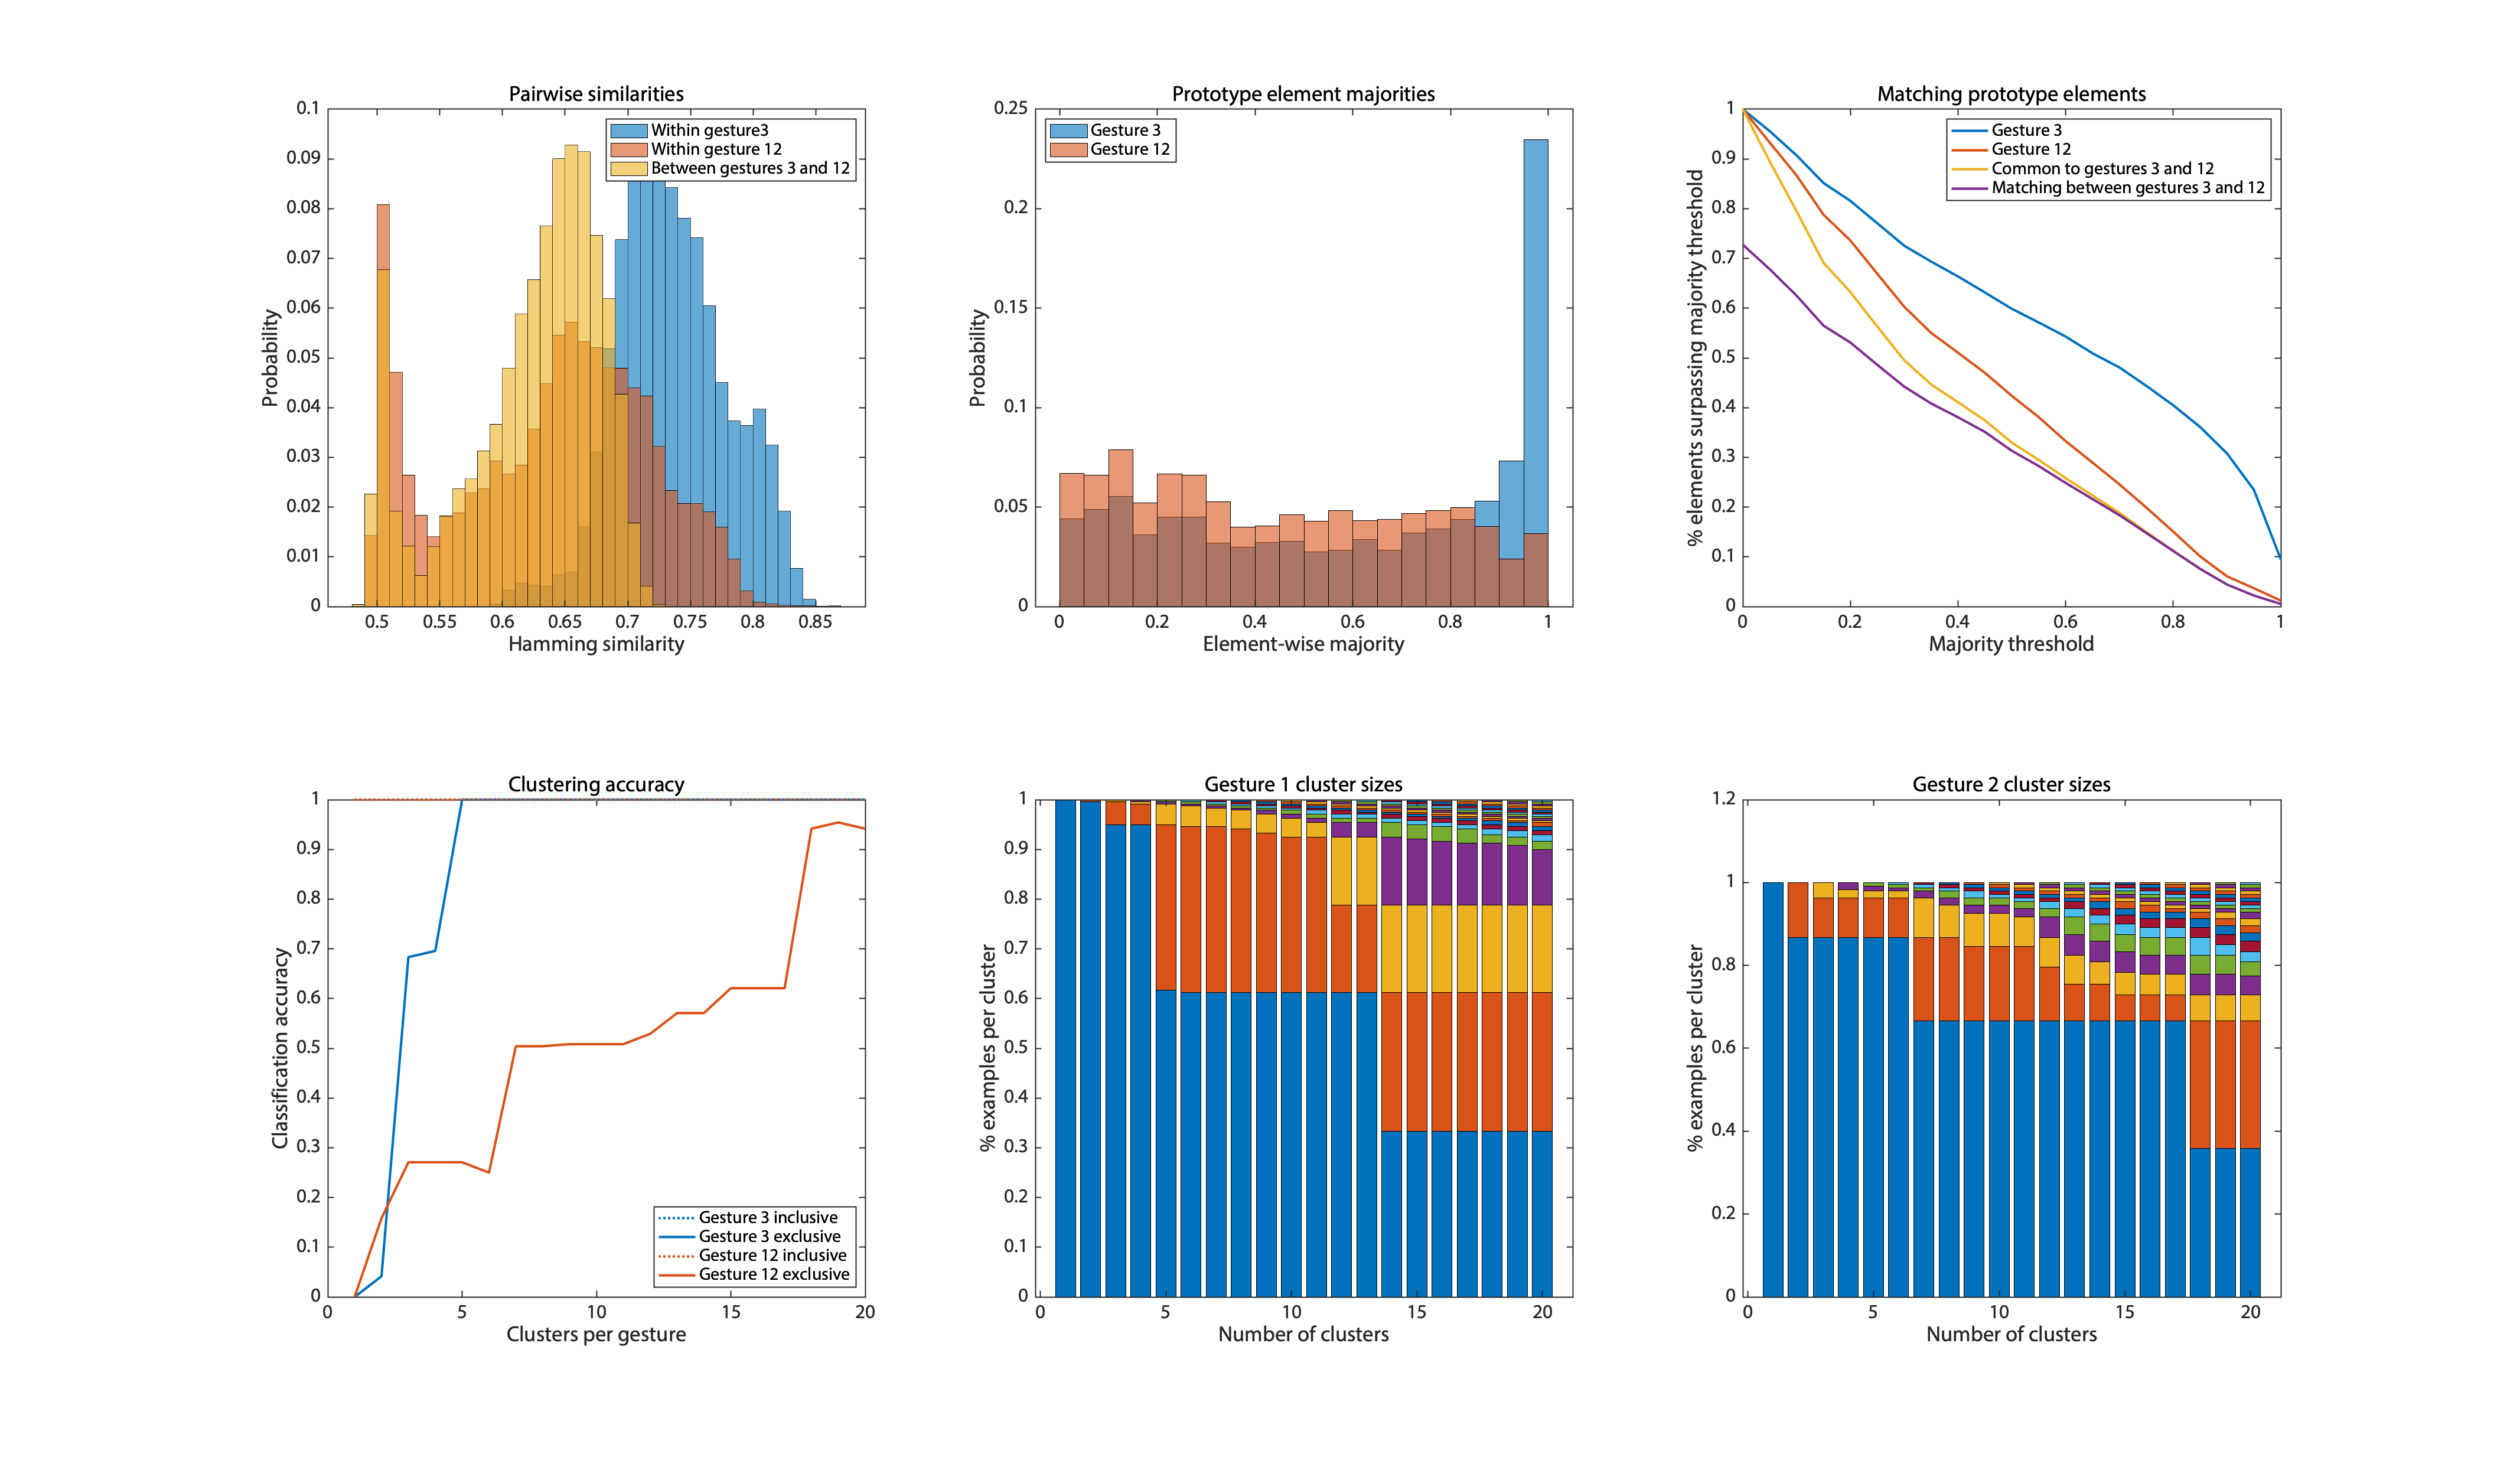 Pairwise similarities
0.1
0.09
0.08
0.07
0.06
0.05
0.04
0.03
0.02
0.01
0
Probability
Within gesture3
Within gesture 12
Between gestures 3 and 12
0.5 0.55 0.6 0.65 0.7 0.75 0.8 0.85
Hamming similarity
Prototype element majorities
0.25
0.2
0.15
0.1
0.05
0
Probability
Gesture 3
Gesture 12
0 0.2 0.4 0.6 0.8 1
Element-wise majority
Matching prototype elements
1
0.9
0.8
0.7
0.6
0.5
0.4
0.3
0.2
0.1
0
% elements surpassing majority threshold
Gesture 3
Gesture 12
Common to gestures 3 and 12
Matching between gestures 3 and 12
0 0.2 0.4 0.6 0.8 1
Majority threshold
Clustering accuracy
1
0.9
0.8
0.7
0.6
0.5
0.4
0.3
0.2
0.1
0
Classification accuracy
Gesture 3 inclusive
Gesture 3 exclusive
Gesture 12 inclusive
Gesture 12 exclusive
0 5 10 15 20
Clusters per gesture
Gesture 1 cluster sizes
1
0.9
0.8
0.7
0.6
0.5
0.4
0.3
0.2
0.1
0
% examples per cluster
0 5 10 15 20
Number of clusters
Gesture 2 cluster sizes
1.2
1
0.8
0.6
0.4
0.2
0
% examples per cluster
0 5 10 15 20
Number of clusters